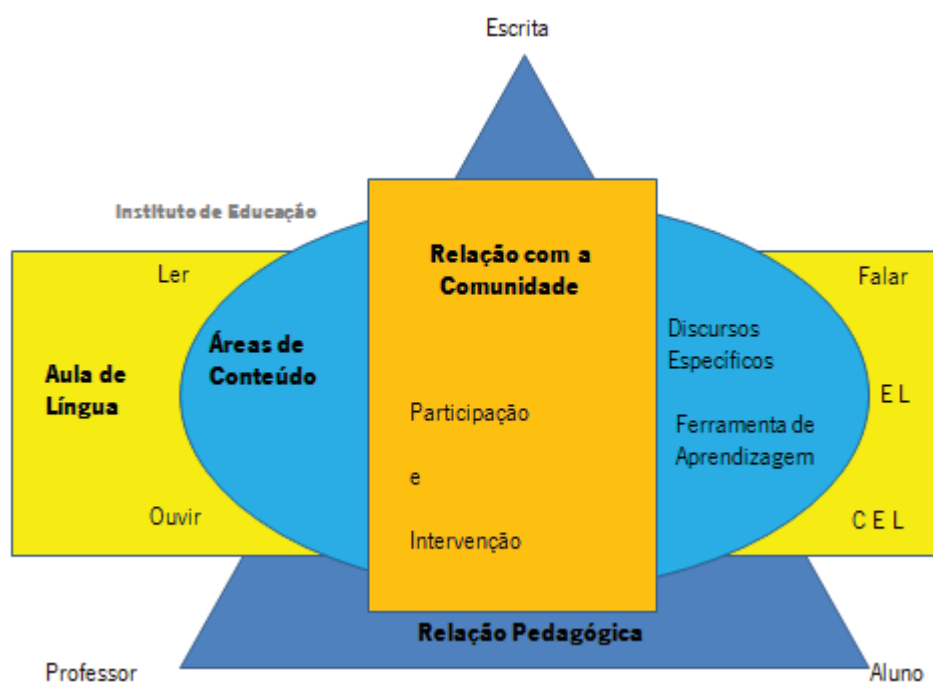 Escrita
Instituto de Educação
Relação com a
Comunidade
Ler
Falar
Áreas de
Conteúdo
Discursos
Específicos
Aula de
Língua
E L
Participação
Ferramenta de
Aprendizagem
e
Ouvir
C E L
Intervenção
Relação Pedagógica
Professor
Aluno